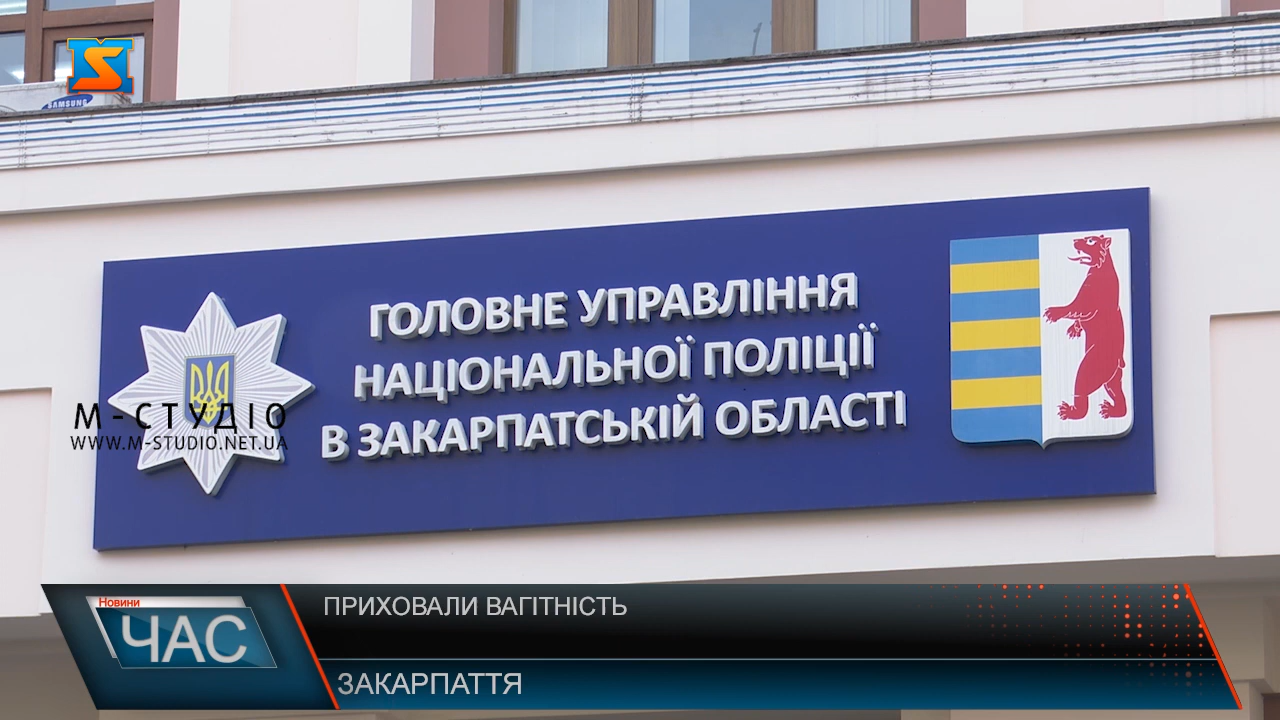 SAMSUNG
ГОЛОВНЕ УПРАВЛІННЯ
НАЦІОНАЛЬНОЇ ПОЛІЦІЇ
В ЗАКАРПАТСЬКІЙ ОБЛАСТІ
М-СТУДІО
WWW.M-STUDIO.NET.UA
Новини
ЧАС
ПРИХОВАЛИ ВАГІТНІСТЬ
ЗАКАРПАТТЯ